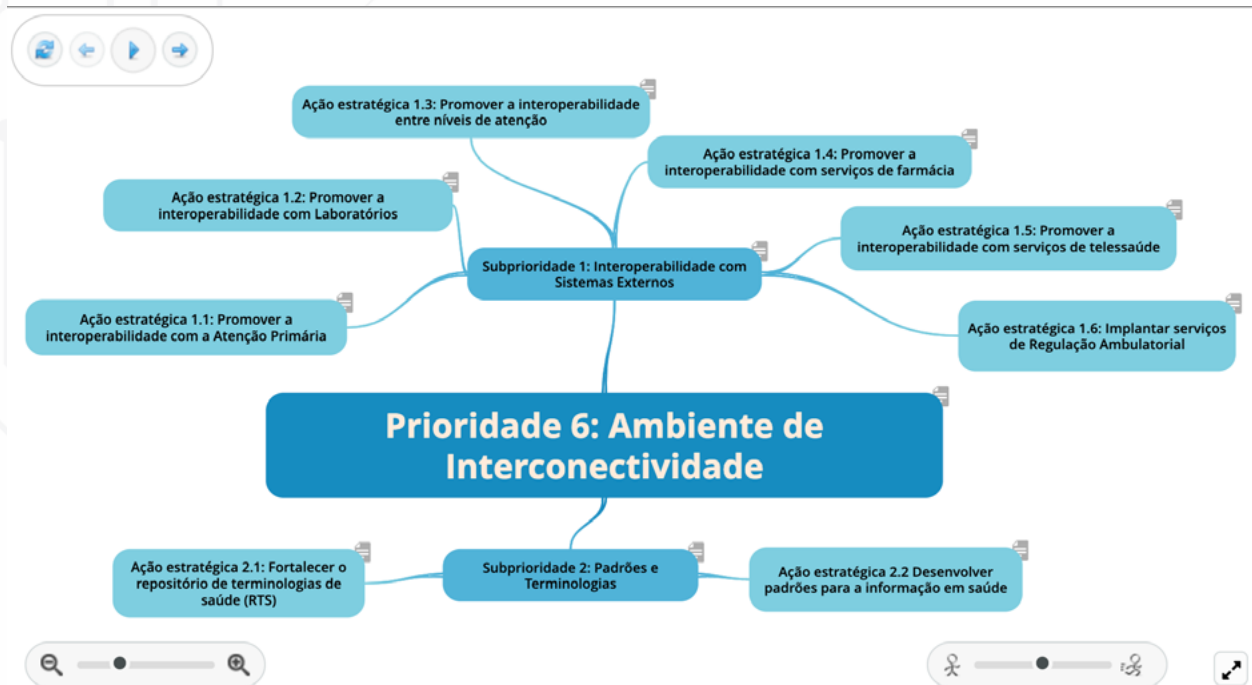 Ação estratégica 1.3: Promover a interoperabilidade
entre níveis de atenção
Ação estratégica 1.4: Promover a
interoperabilidade com serviços de farmácia
Ação estratégica 1.2: Promover a
interoperabilidade com Laboratórios
Ação estratégica 1.5: Promover a
interoperabilidade com serviços de telessaúde
Subprioridade 1: Interoperabilidade com
Sistemas Externos
Ação estratégica 1.1: Promover a
interoperabilidade com a Atenção Primária
Ação estratégica 1.6: Implantar serviços
de Regulação Ambulatorial
Prioridade 6: Ambiente de
Interconectividade
Ação estratégica 2.1: Fortalecer o
repositório de terminologias de
saúde (RTS)
Subprioridade 2: Padrões e
Terminologias
Ação estratégica 2.2 Desenvolver
padrões para a informação em saúde